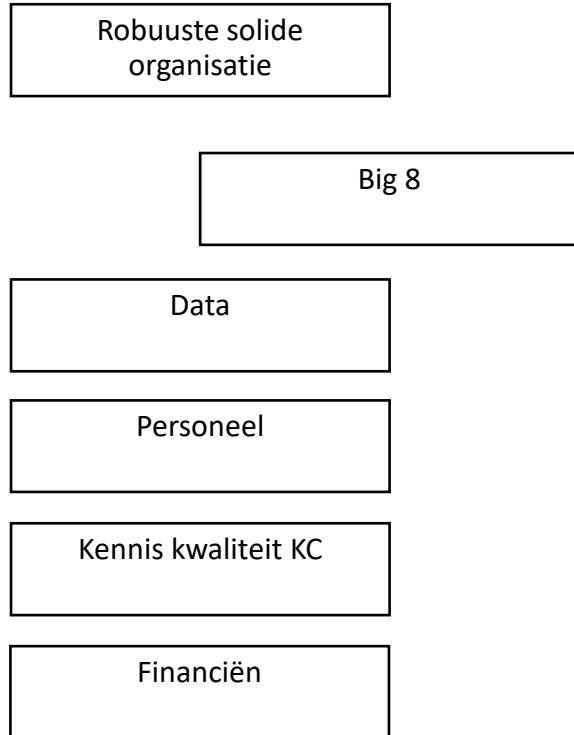 Robuuste solide
organisatie
Big 8
Data
Personeel
Kennis kwaliteit KC
Financiën